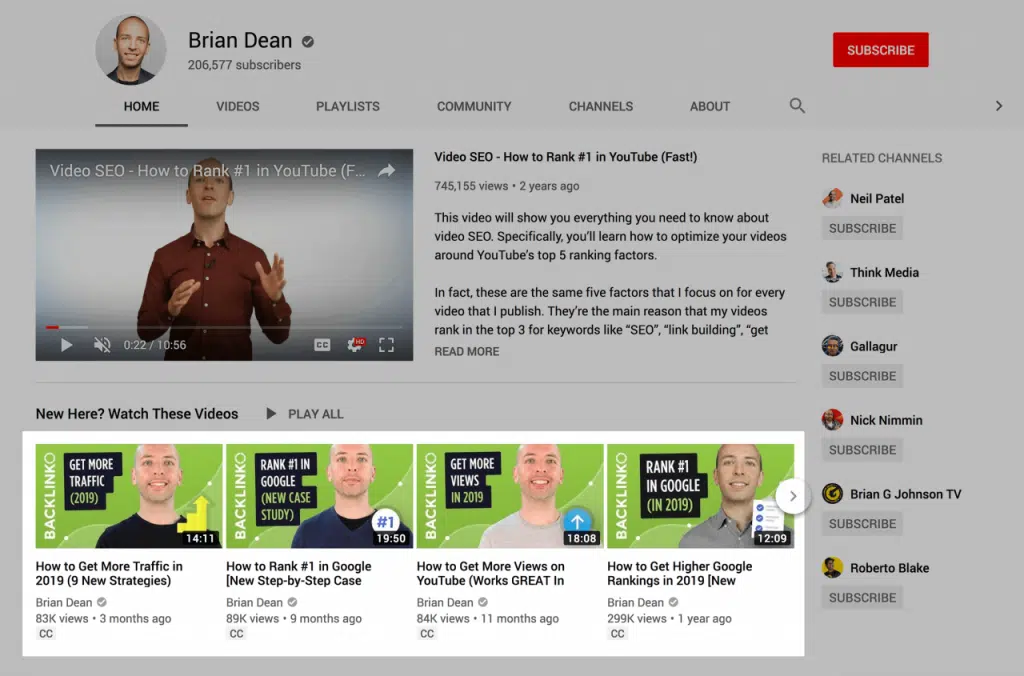 Brian Dean
206,577 subscribers
SUBSCRIBE
HOME
VIDEOS
PLAYLISTS
COMMUNITY
CHANNELS
ABOUT
Video SEO - How to Rank #1 in YouTube (F...
0:22 / 10:56
CC
HD
Video SEO - How to Rank #1 in YouTube (Fast!)
745,155 views • 2 years ago
This video will show you everything you need to know about
video SEO. Specifically, you'll learn how to optimize your videos
around YouTube's top 5 ranking factors.
In fact, these are the same five factors that I focus on for every
video that I publish. They're the main reason that my videos
rank in the top 3 for keywords like “SEO”, “link building”, “get
READ MORE
RELATED CHANNELS
Neil Patel
SUBSCRIBE
Think Media
SUBSCRIBE
Gallagur
SUBSCRIBE
Nick Nimmin
SUBSCRIBE
Brian G Johnson TV
SUBSCRIBE
Roberto Blake
SUBSCRIBE
New Here? Watch These Videos
PLAY ALL
BACKLINKO
GET MORE
TRAFFIC
(2019)
14:11
How to Get More Traffic in
2019 (9 New Strategies)
Brian Dean
83K views • 3 months ago
CC
BACKLINKO
RANK #1 IN
GOOGLE
(NEW CASE
STUDY)
#1
19:50
How to Rank #1 in Google
[New Step-by-Step Case
Brian Dean
89K views • 9 months ago
CC
BACKLINKO
GET MORE
VIEWS
IN 2019
18:08
How to Get More Views on
YouTube (Works GREAT In
Brian Dean
84K views • 11 months ago
CC
BACKLINKO
RANK #1
IN GOOGLE
(IN 2019)
12:09
How to Get Higher Google
Rankings in 2019 [New
Brian Dean
299K views • 1 year ago
CC